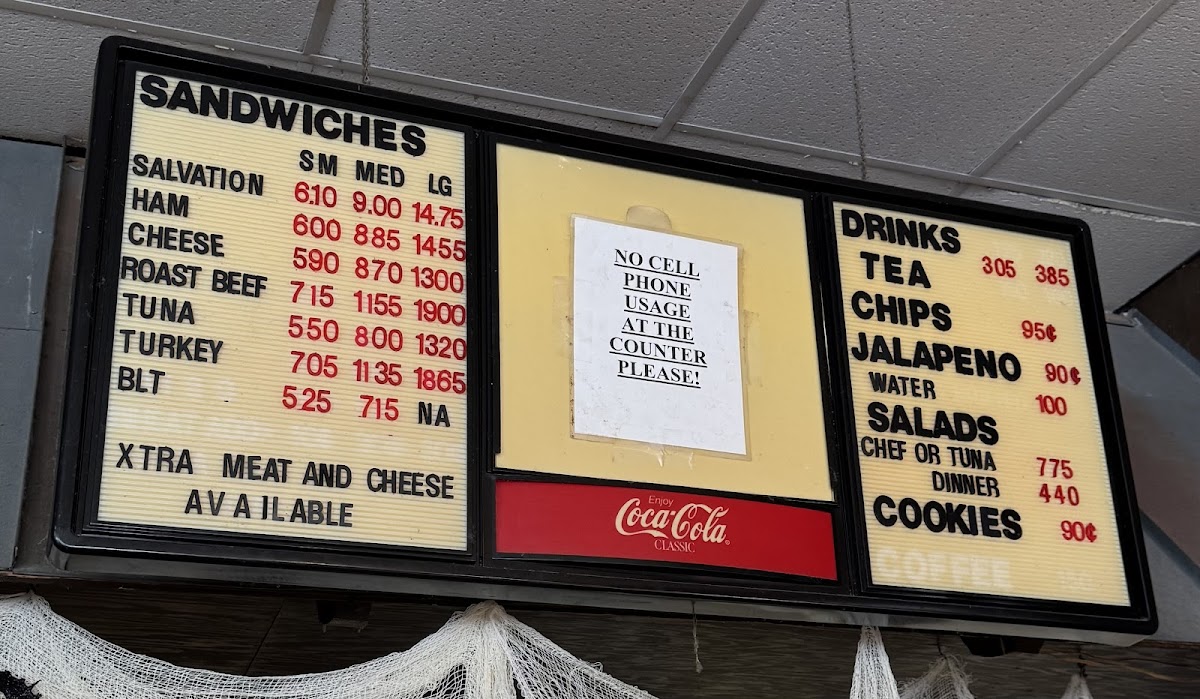 SANDWICHES
SM MED LG
SALVATION 6.10 9.00 14.75
HAM 600 885 1455
CHEESE 590 870 1300
ROAST BEEF 715 1155 1900
TUNA 550 800 1320
TURKEY 705 1135 1865
BLT 525 715 NA
XTRA MEAT AND CHEESE
AVAILABLE
NO CELL
PHONE
USAGE
AT THE
COUNTER
PLEASE!
Enjoy
Coca-Cola®
CLASSIC
DRINKS 305 385
TEA
CHIPS 95¢
JALAPENO 90¢
WATER 100
SALADS
CHEF OR TUNA 775
DINNER 440
COOKIES 90¢
COFFEE